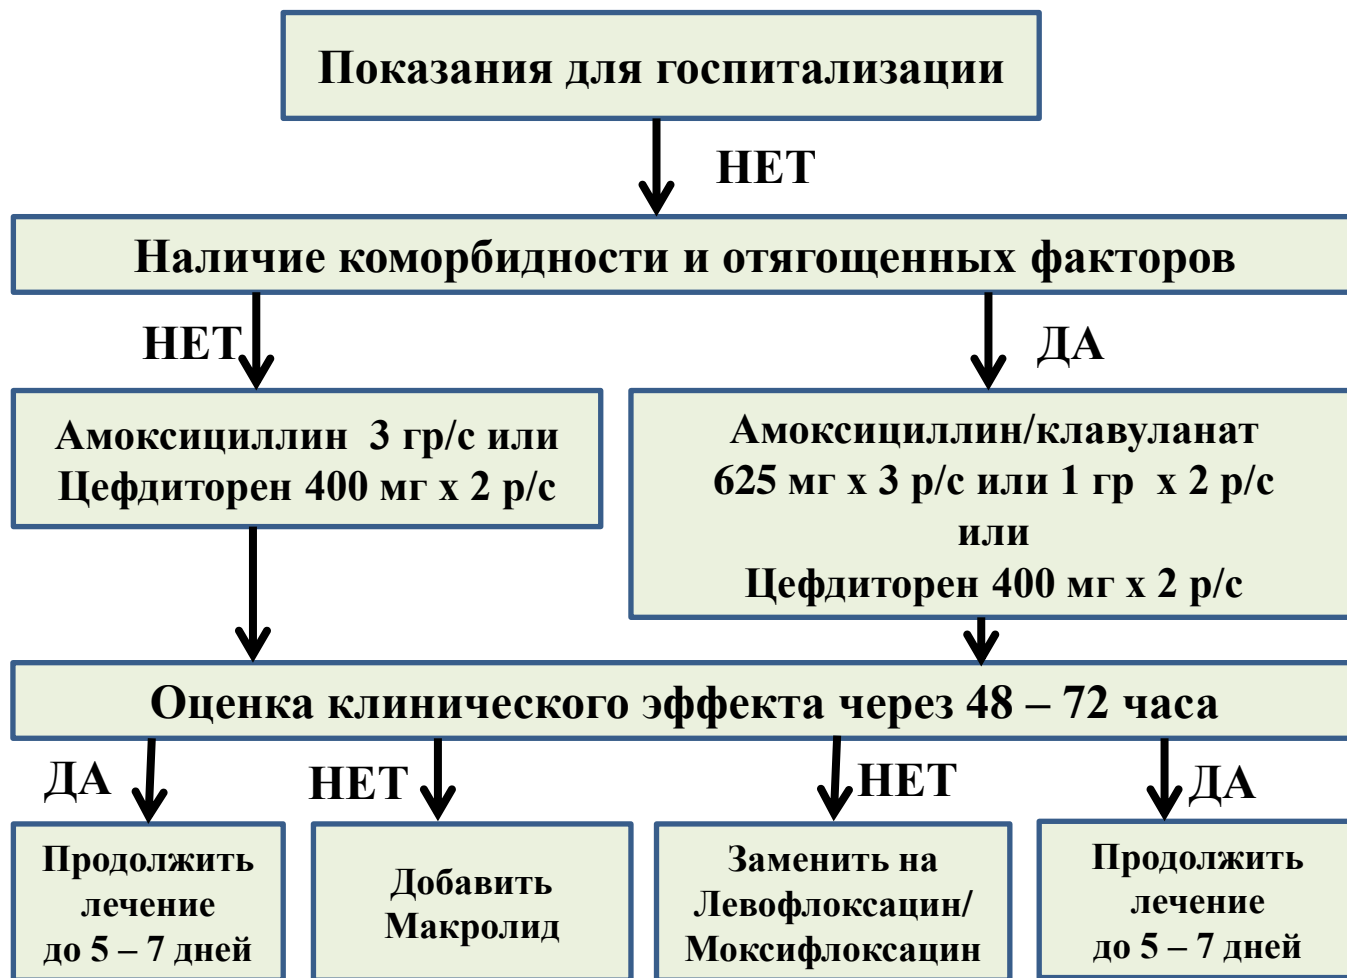 Показания для госпитализации
НЕТ
Наличие коморбидности и отягощенных факторов
НЕТ
ДА
Амоксициллин 3 гр/с или
Цефдиторен 400 мг х 2 р/с
Амоксициллин/клавуланат
625 мг х 3 р/с или 1 гр х 2 р/с
или
Цефдиторен 400 мг х 2 р/с
Оценка клинического эффекта через 48 – 72 часа
ДА
НЕТ
НЕТ
ДА
Продолжить
лечение
до 5 – 7 дней
Добавить
Макролид
Заменить на
Левофлоксацин/
Моксифлоксацин
Продолжить
лечение
до 5 – 7 дней